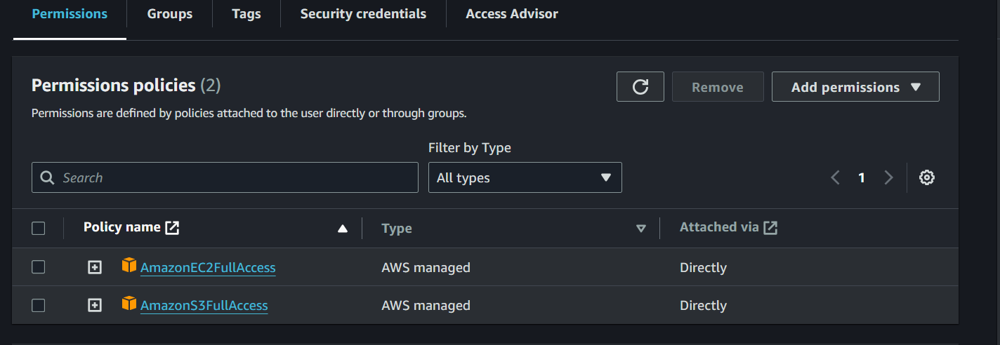 Permissions Groups Tags Security credentials Access Advisor
Permissions policies (2)
Remove Add permissions
Permissions are defined by policies attached to the user directly or through groups.
Filter by Type
Search All types 1
Policy name Type Attached via
AmazonEC2FullAccess AWS managed Directly
AmazonS3FullAccess AWS managed Directly